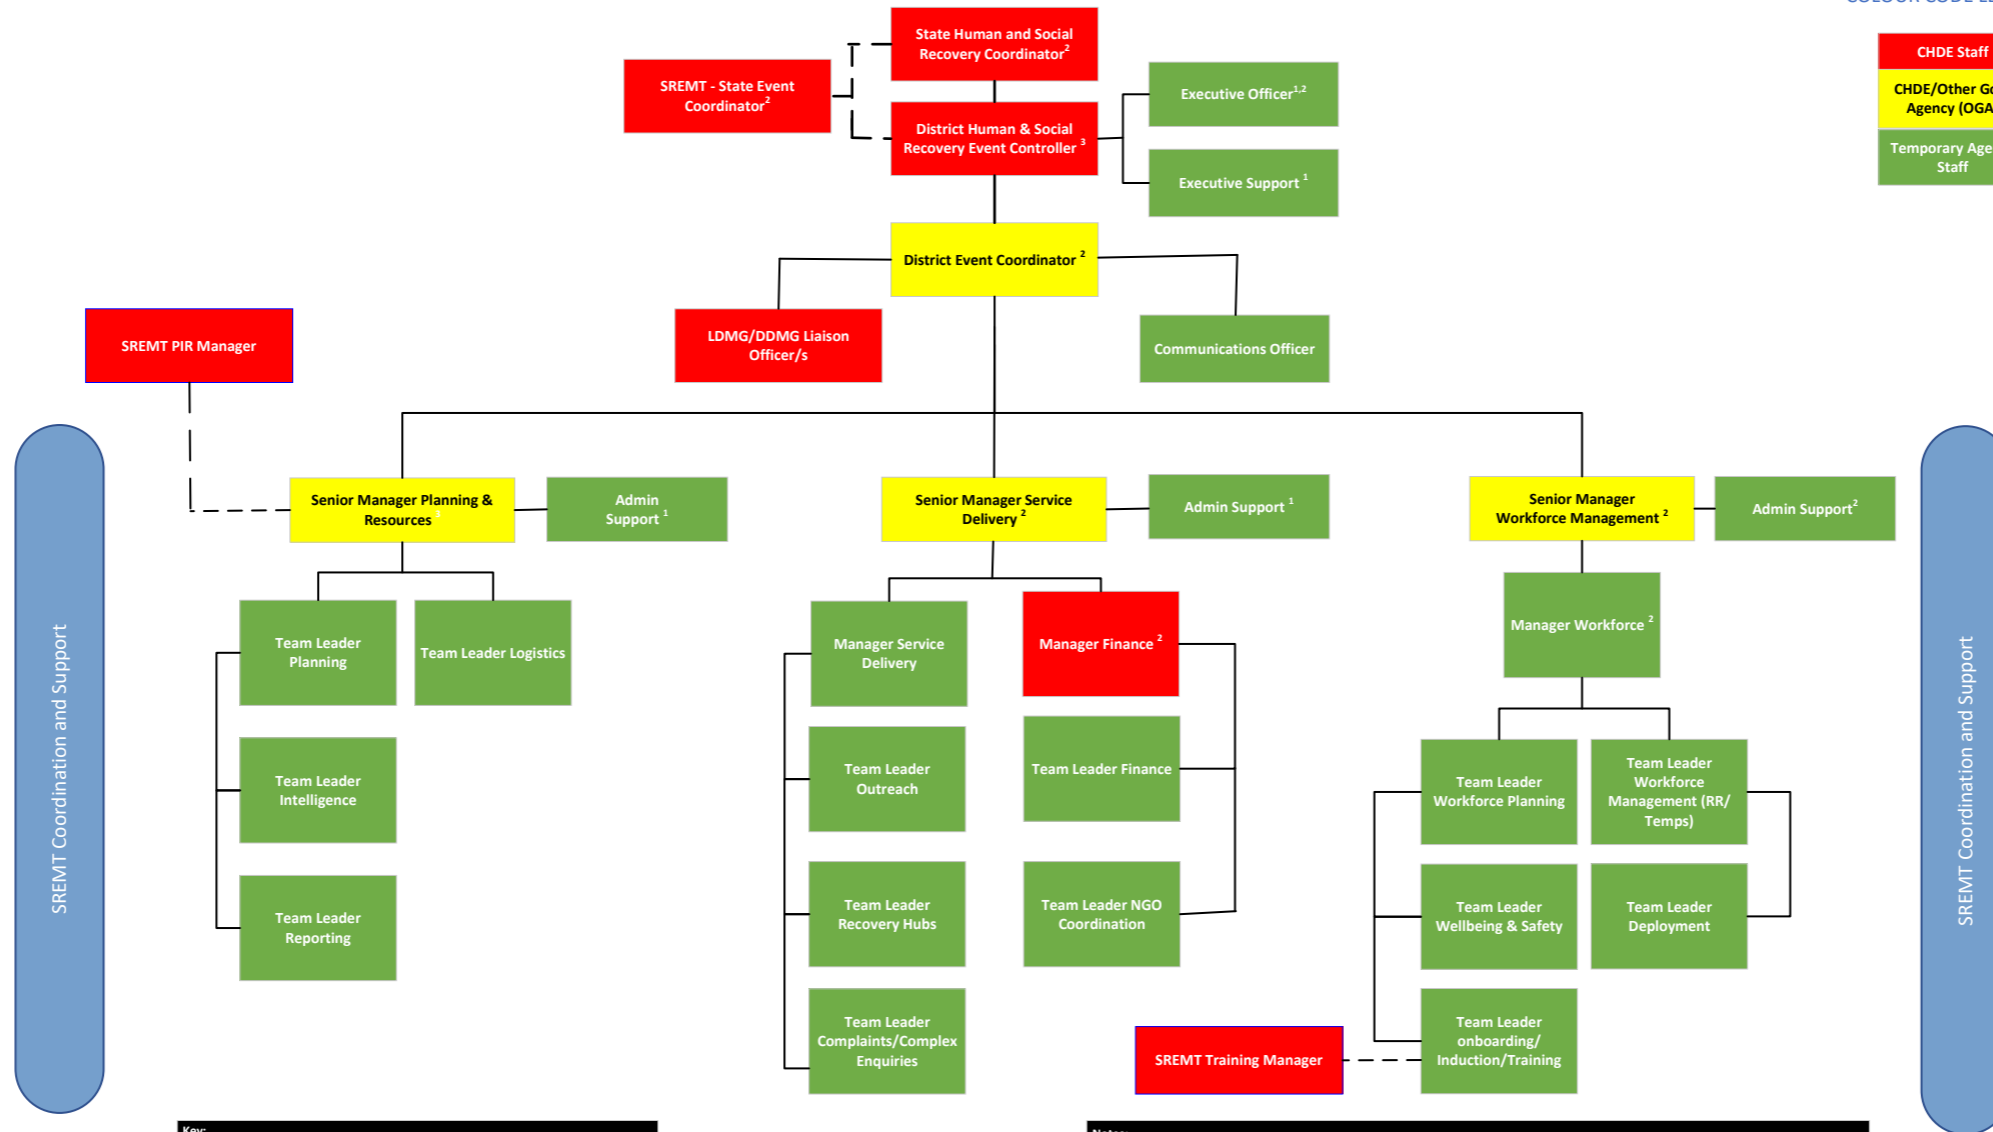 State Human and Social
Recovery Coordinator2
SREMT - State Event
Coordinator2
District Human & Social
Recovery Event Controller 3
Executive Officer1,2
Executive Support 1
CHDE Staff
CHDE/Other
Agency (OGA
Temporary
Staff
District Event Coordinator 2
SREMT PIR Manager
LDMG/DDMG Liaison
Officer/s
Communications Officer
Senior Manager Planning &
Resources
Admin
Support 1
Senior Manager Service
Delivery 2
Admin Support 1
Senior Manager
Workforce Management 2
Admin Support2
Team Leader
Planning
Team Leader Logistics
Manager Service
Delivery
Manager Finance 2
Manager Workforce 2
Team Leader
Intelligence
Team Leader
Outreach
Team Leader Finance
Team Leader
Workforce Planning
Team Leader
Workforce
Management (RR/
Temps)
Team Leader
Reporting
Team Leader
Recovery Hubs
Team Leader NGO
Coordination
Team Leader
Wellbeing & Safety
Team Leader
Deployment
Team Leader
Complaints/Complex
Enquiries
SREMT Training Manager
Team Leader
onboarding/
Induction/Training
SREMT Coordination and Support
SREMT Coordination and Support
Key: